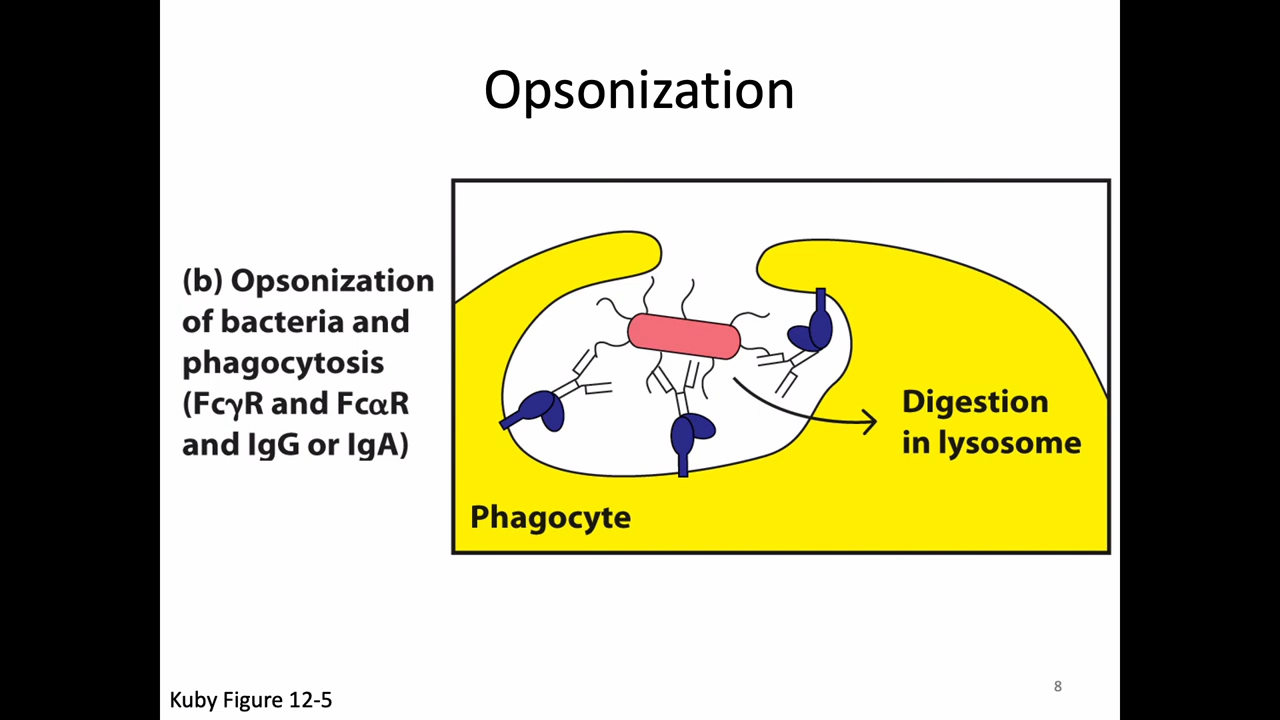 Opsonization
(b) Opsonization
of bacteria and
phagocytosis
(FcγR and FcαR
and IgG or IgA)
Digestion
in lysosome
Phagocyte
Kuby Figure 12-5
8